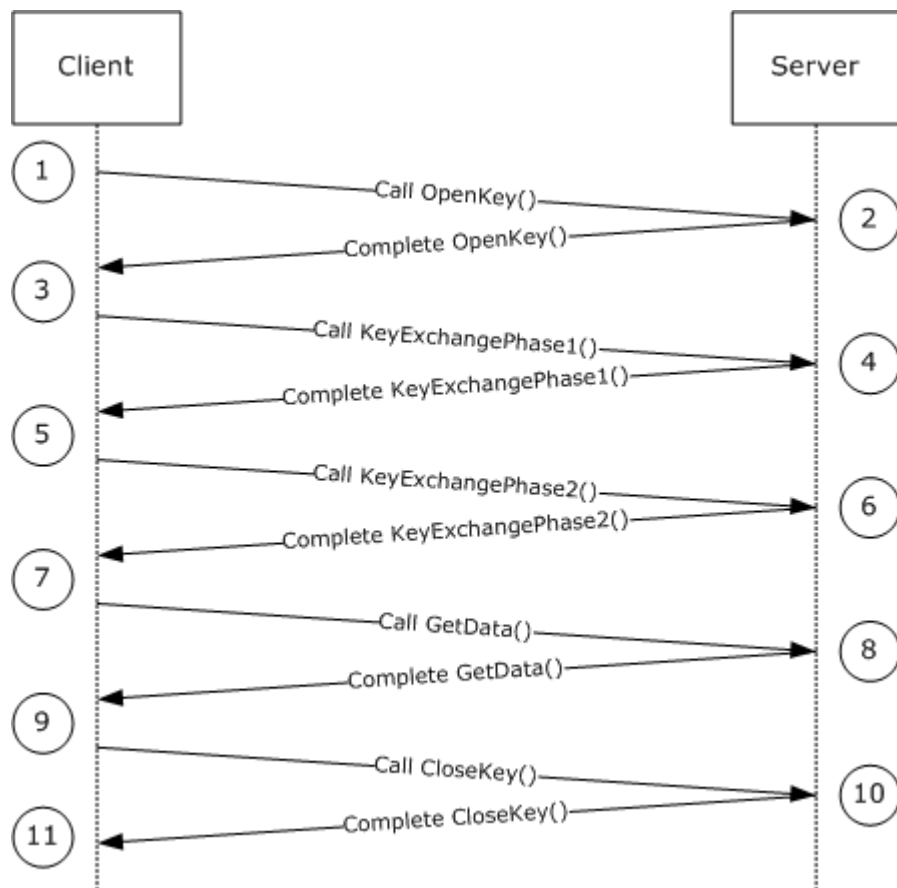 Client
Server
1
Call OpenKey()
2
Complete OpenKey()
3
Call KeyExchangePhase1()
4
Complete KeyExchangePhase1()
5
Call KeyExchangePhase2()
6
Complete KeyExchangePhase2()
7
Call GetData()
8
Complete GetData()
9
Call CloseKey()
10
Complete CloseKey()
11